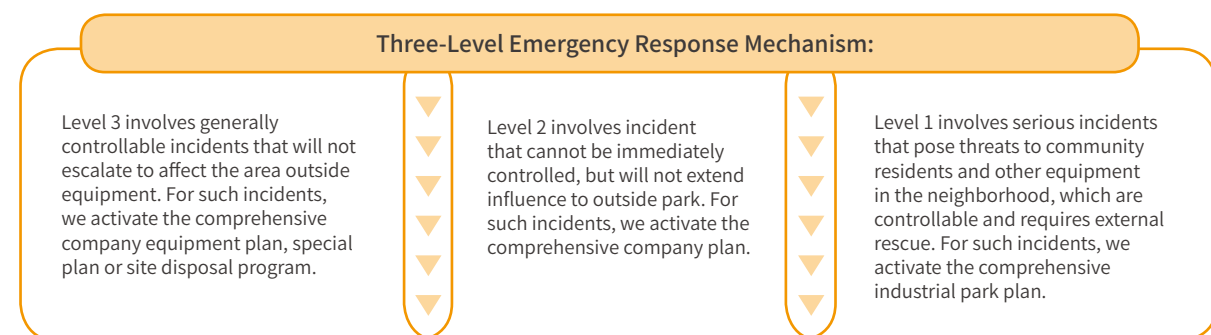 Three-Level Emergency Response Mechanism:
Level 3 involves generally
controllable incidents that will not
escalate to affect the area outside
equipment. For such incidents,
we activate the comprehensive
company equipment plan, special
plan or site disposal program.
Level 2 involves incident
that cannot be immediately
controlled, but will not extend
influence to outside park. For
such incidents, we activate the
comprehensive company plan.
Level 1 involves serious incidents
that pose threats to community
residents and other equipment
in the neighborhood, which are
controllable and requires external
rescue. For such incidents, we
activate the comprehensive
industrial park plan.